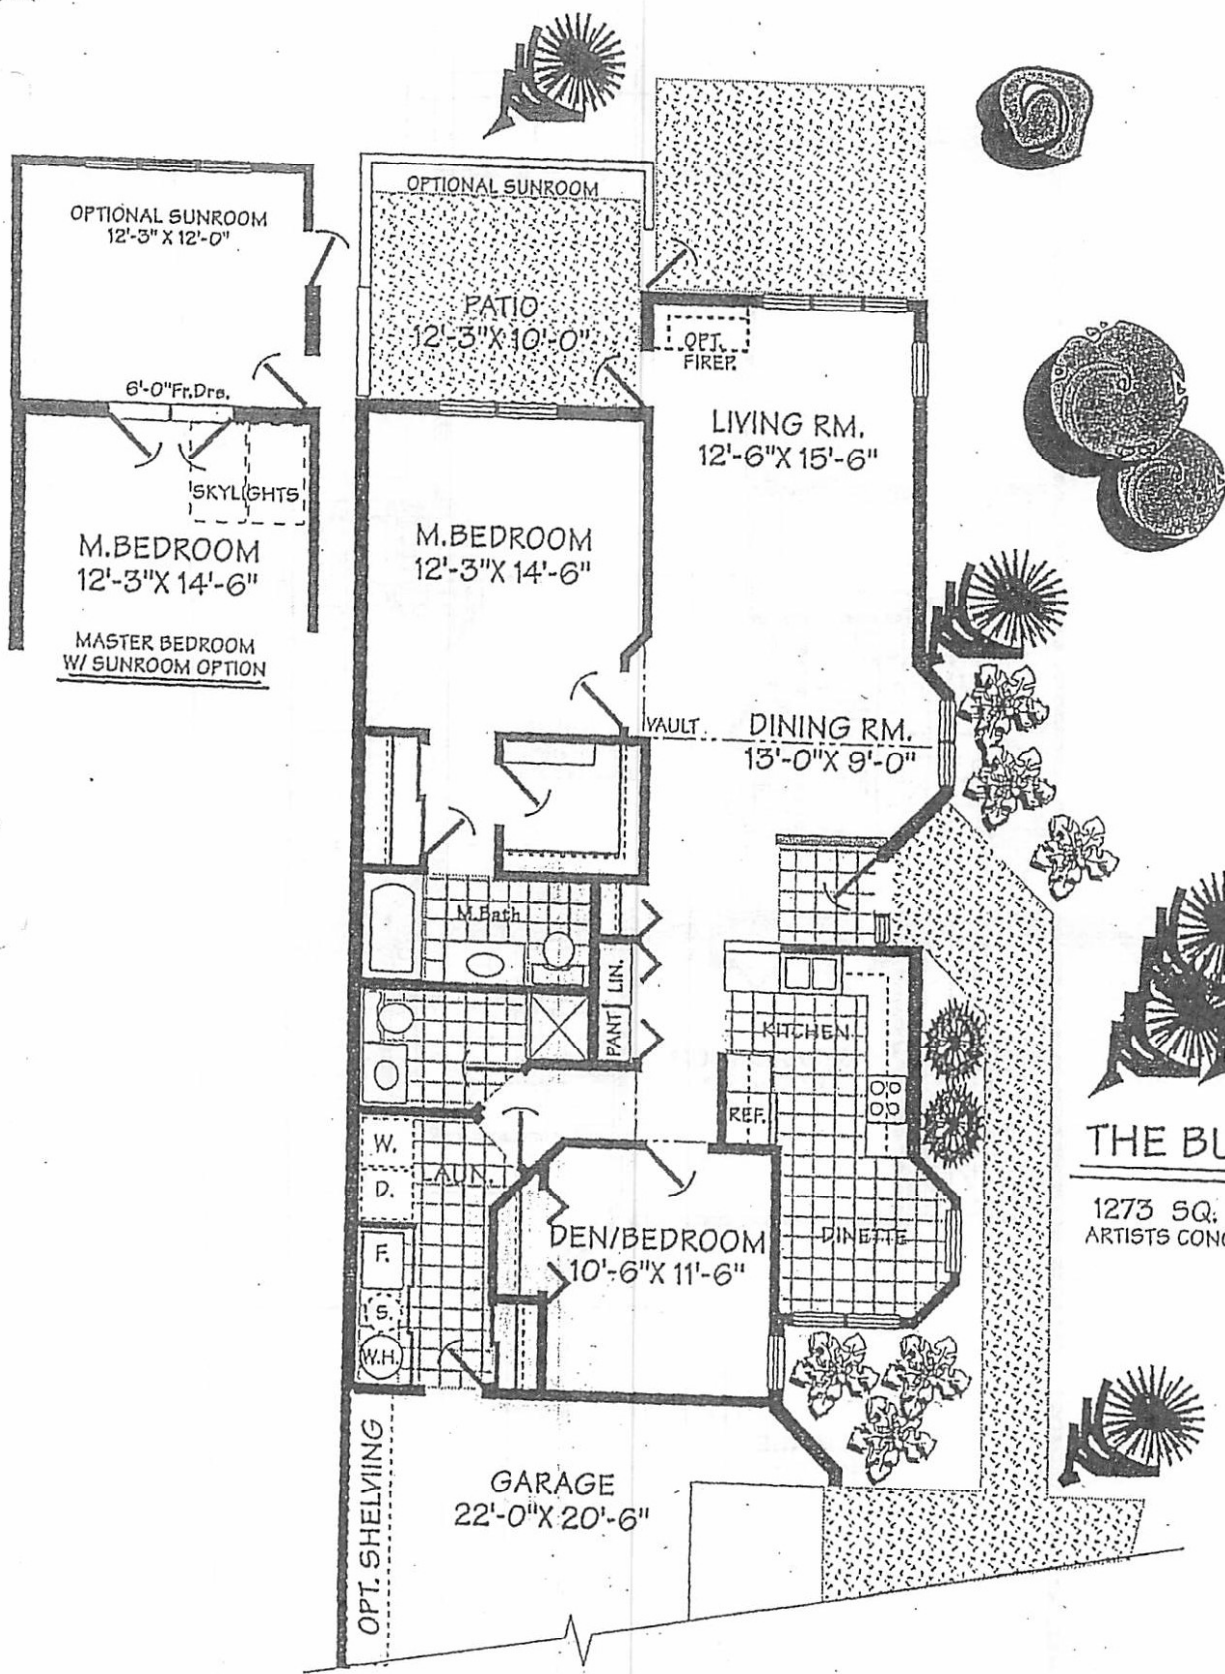 OPTIONAL SUNROOM
12'-3" X 12'-0"
6'-0" Fr.Drs.
SKYLIGHTS
M.BEDROOM
12'-3" X 14'-6"
MASTER BEDROOM
W/ SUNROOM OPTION
OPTIONAL SUNROOM
PATIO
12'-3" X 10'-0"
OPT.
FIREP.
LIVING RM.
12'-6" X 15'-6"
M.BEDROOM
12'-3" X 14'-6"
VAULT
DINING RM.
13'-0" X 9'-0"
M.Bath
LIN.
PANT
KITCHEN
REF.
W.
D.
LAUN.
F.
S.
W.H.
DEN/BEDROOM
10'-6" X 11'-6"
DINETTE
THE BU
1273 SQ.
ARTISTS CONC
GARAGE
22'-0" X 20'-6"
OPT. SHELVING